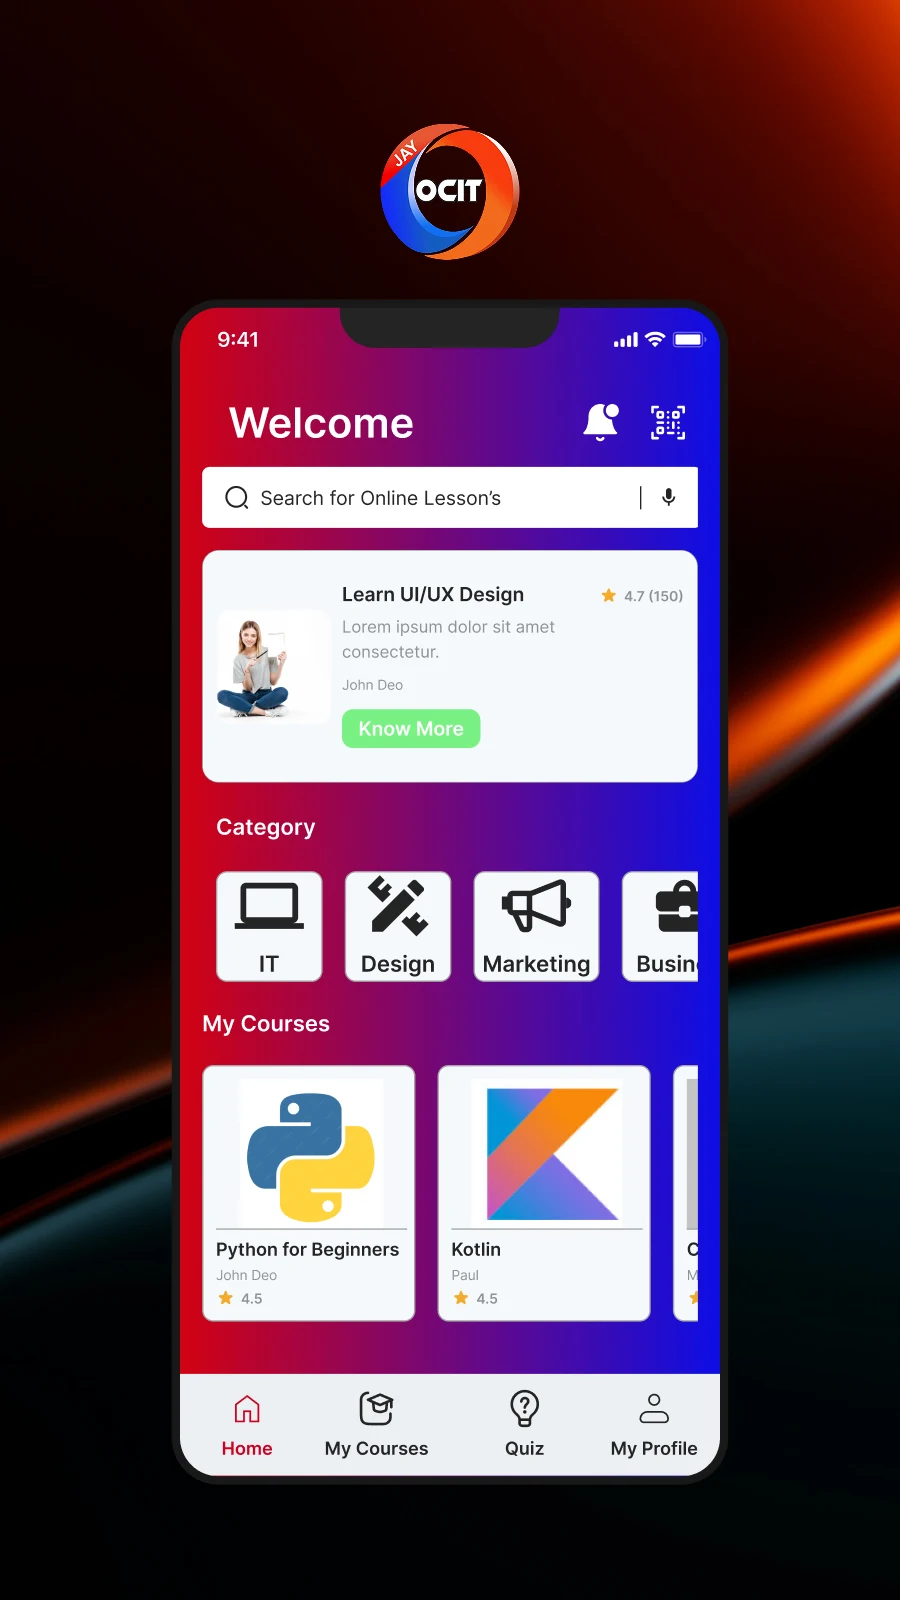 JAY
OCIT
9:41
Welcome
Search for Online Lesson's
Learn UI/UX Design
4.7 (150)
Lorem ipsum dolor sit amet
consectetur.
John Deo
Know More
Category
IT
Design
Marketing
Busin
My Courses
Python for Beginners
John Deo
4.5
Kotlin
Paul
4.5
C
M
Home
My Courses
Quiz
My Profile